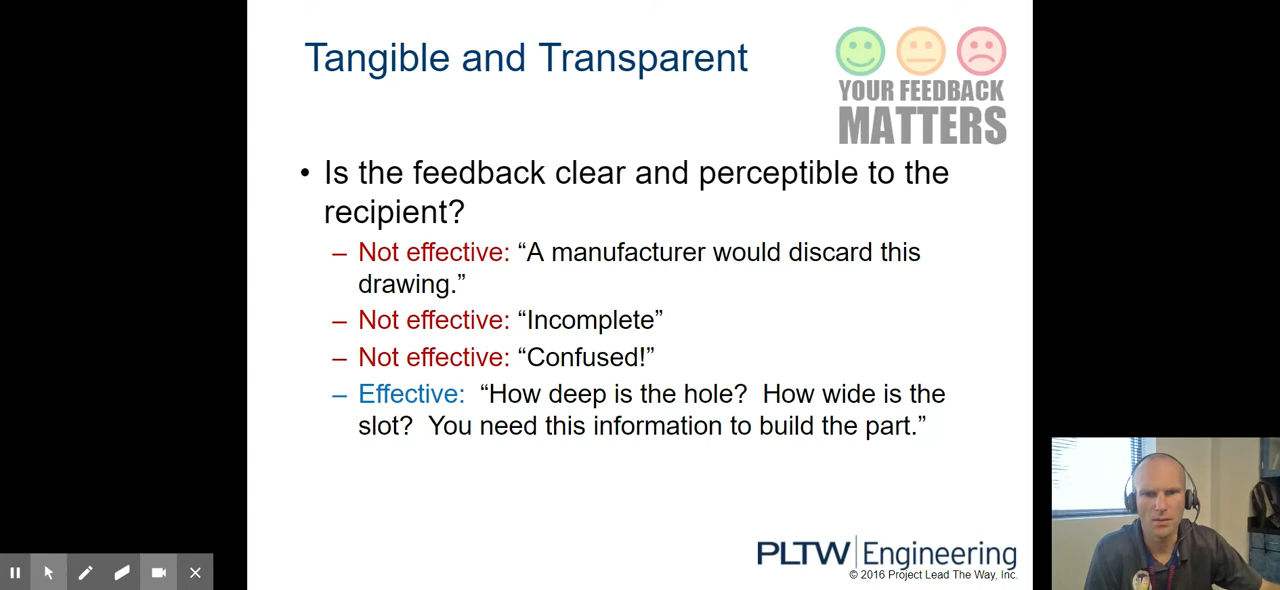 Tangible and Transparent
YOUR FEEDBACK
MATTERS
• Is the feedback clear and perceptible to the
recipient?
– Not effective: “A manufacturer would discard this
drawing.”
– Not effective: “Incomplete”
– Not effective: “Confused!”
– Effective:  “How deep is the hole?  How wide is the
slot?  You need this information to build the part.”
PLTW Engineering
© 2016 Project Lead The Way, Inc.